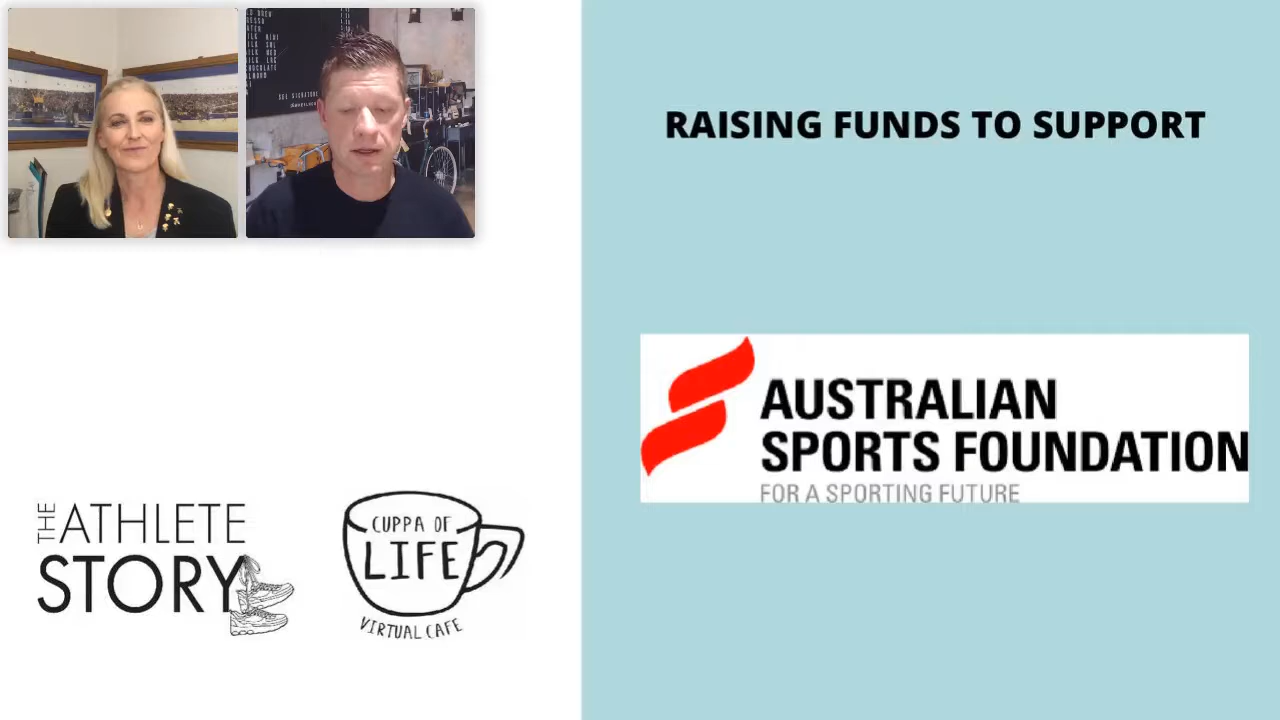 RAISING FUNDS TO SUPPORT
AUSTRALIAN
SPORTS FOUNDATION
FOR A SPORTING FUTURE
THE
ATHLETE
STORY
CUPPA OF
LIFE
VIRTUAL CAFE